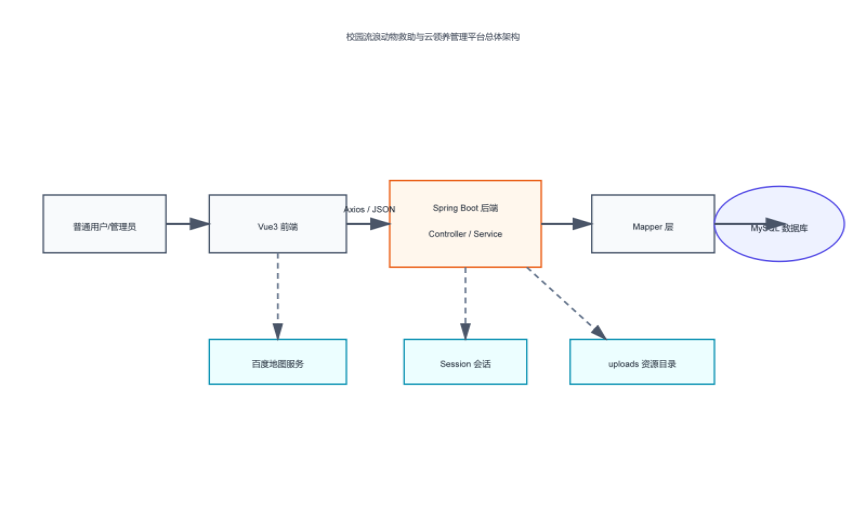 校园流浪动物救助与云领养管理平台总体架构
普通用户/管理员
Vue3 前端
Axios / JSON
Spring Boot 后端
Controller / Service
Mapper 层
MySQL 数据库
百度地图服务
Session 会话
uploads 资源目录